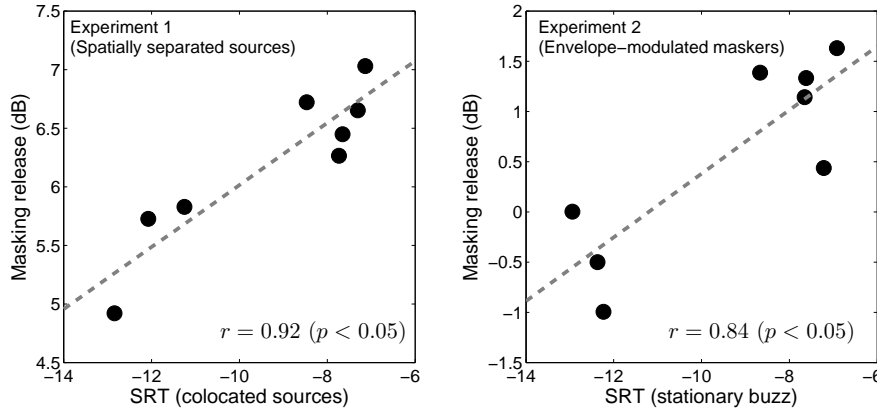 Experiment 1
(Spatially separated sources)
Masking release (dB)
7.5
7
6.5
6
5.5
5
4.5
r = 0.92 (p < 0.05)
−14
−12
−10
−8
−6
SRT (colocated sources)
Experiment 2
(Envelope−modulated maskers)
Masking release (dB)
2
1.5
1
0.5
0
−0.5
−1
−1.5
r = 0.84 (p < 0.05)
−14
−12
−10
−8
−6
SRT (stationary buzz)